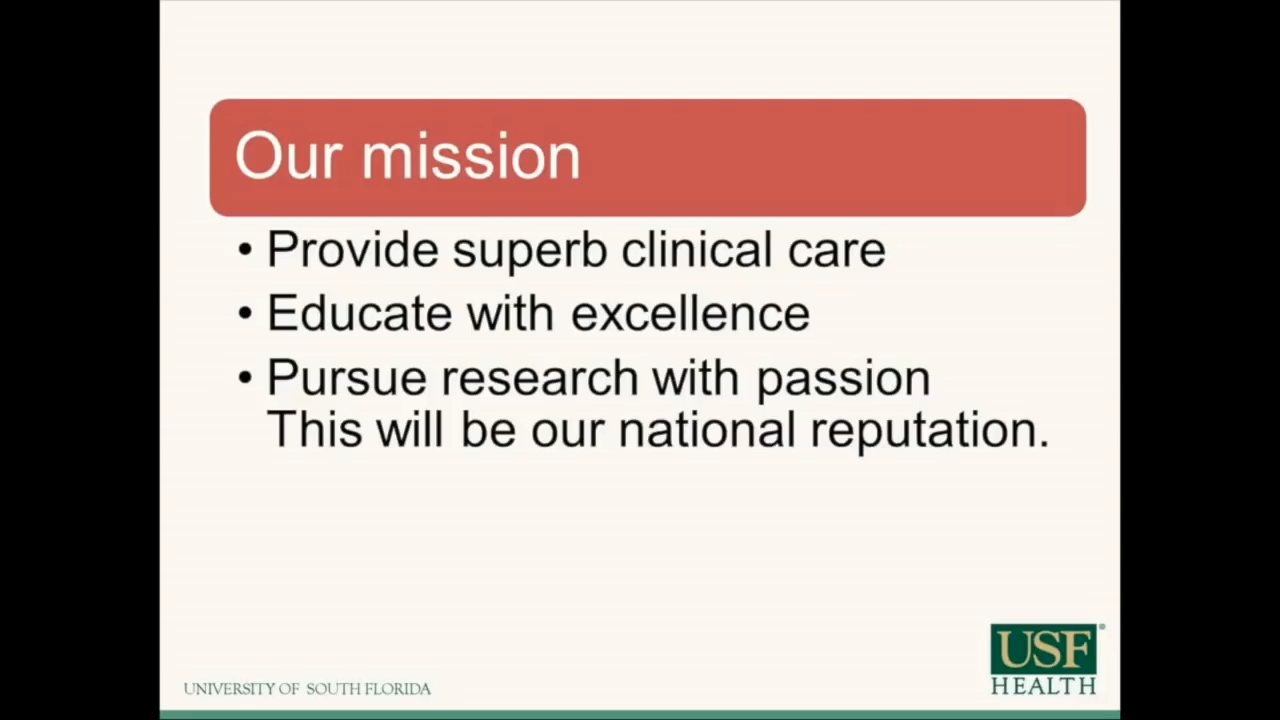 Our mission
• Provide superb clinical care
• Educate with excellence
• Pursue research with passion
This will be our national reputation.
UNIVERSITY OF SOUTH FLORIDA
USF®
HEALTH